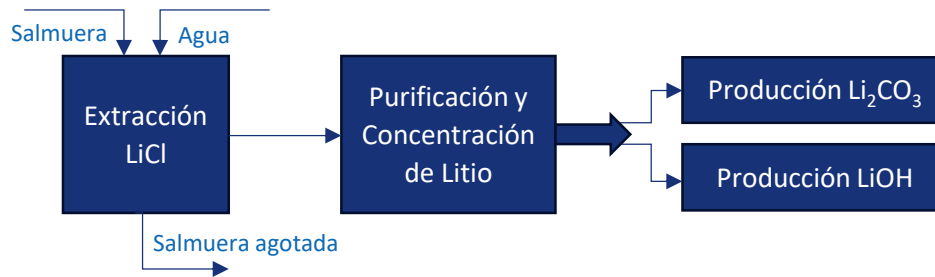 Salmuera
Agua
Extracción
LiCl
Salmuera agotada
Purificación y
Concentración
de Litio
Producción Li₂CO₃
Producción LiOH